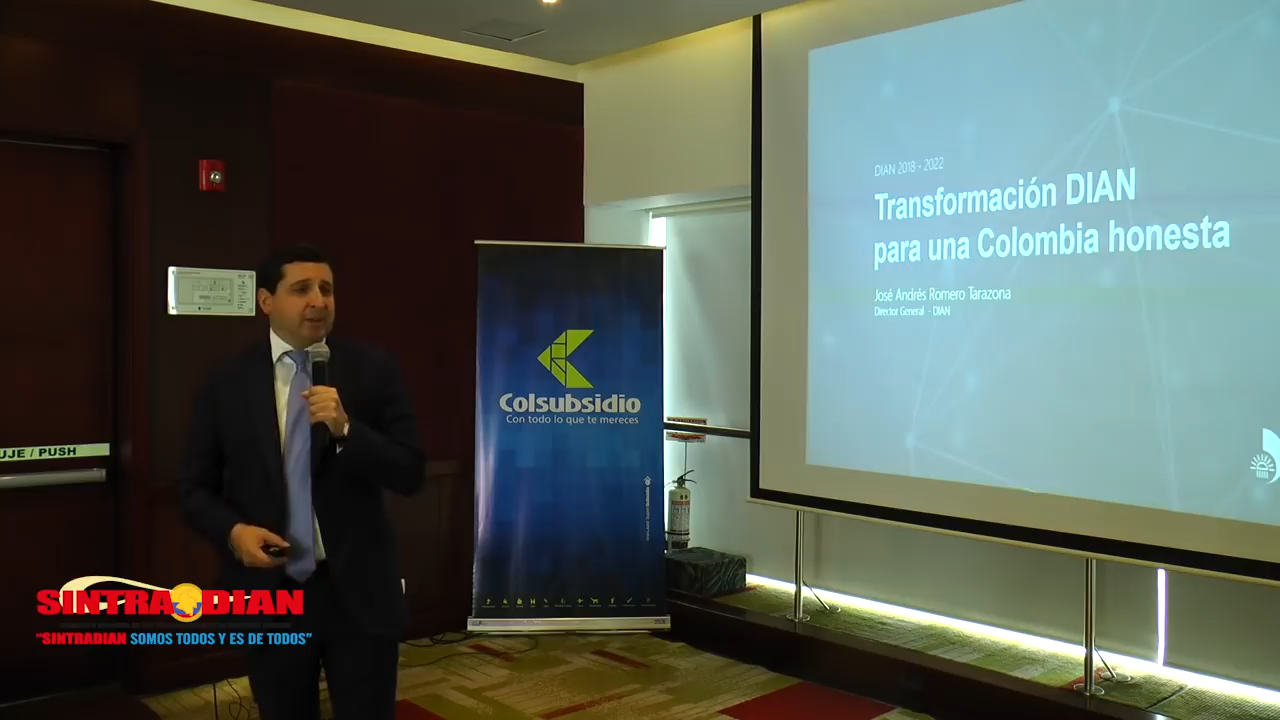 DIAN 2018 - 2022
Transformación DIAN
para una Colombia honesta
José Andrés Romero Tarazona
Director General - DIAN
Colsubsidio
Con todo lo que te mereces
UJE / PUSH
SINTRADIAN
"SINTRADIAN SOMOS TODOS Y ES DE TODOS"